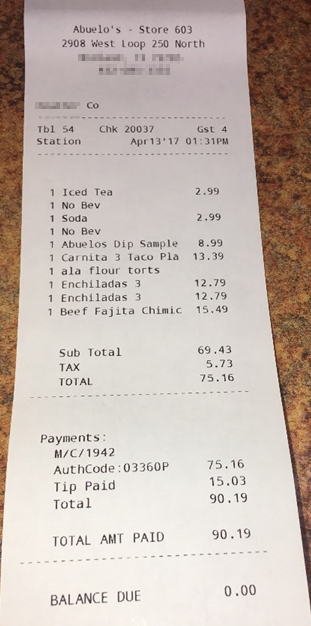 Abuelo's - Store 603
2908 West Loop 250 North
Co
Tbl 54 Chk 20037 Gst 4
Station Apr13'17 01:31PM
1 Iced Tea 2.99
1 No Bev
1 Soda 2.99
1 No Bev
1 Abuelos Dip Sample 8.99
1 Carnita 3 Taco Pla 13.39
1 ala flour torts
1 Enchiladas 3 12.79
1 Enchiladas 3 12.79
1 Beef Fajita Chimic 15.49
Sub Total 69.43
TAX 5.73
TOTAL 75.16
Payments:
M/C/1942
AuthCode:03360P 75.16
Tip Paid 15.03
Total 90.19
TOTAL AMT PAID 90.19
BALANCE DUE 0.00